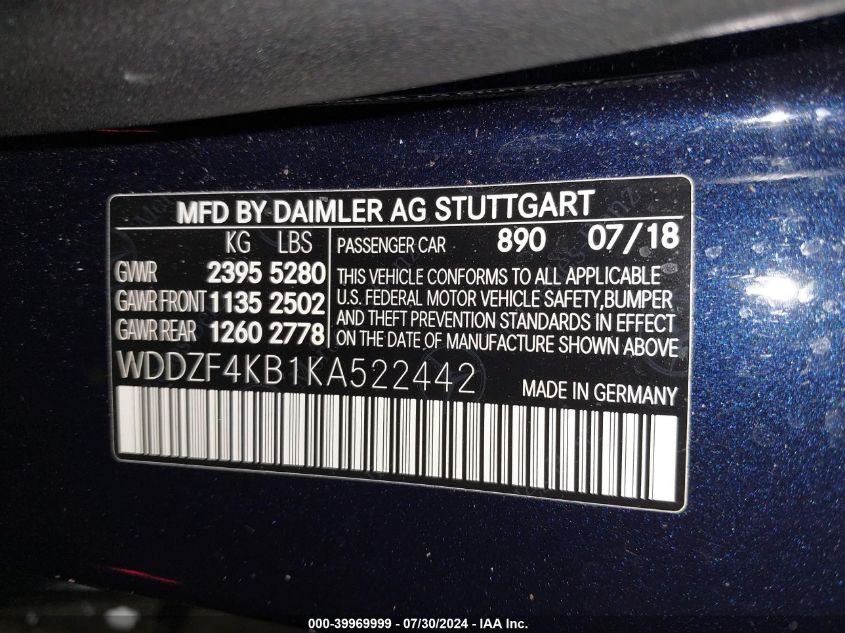 MFD BY DAIMLER AG STUTTGART
KG LBS
GVWR 2395 5280
GAWR FRONT 1135 2502
GAWR REAR 1260 2778
PASSENGER CAR 890 07/18
THIS VEHICLE CONFORMS TO ALL APPLICABLE
U.S. FEDERAL MOTOR VEHICLE SAFETY, BUMPER
AND THEFT PREVENTION STANDARDS IN EFFECT
ON THE DATE OF MANUFACTURE SHOWN ABOVE.
WDDZF4KB1KA522442 MADE IN GERMANY
000-39969999 - 07/30/2024 - IAA Inc.